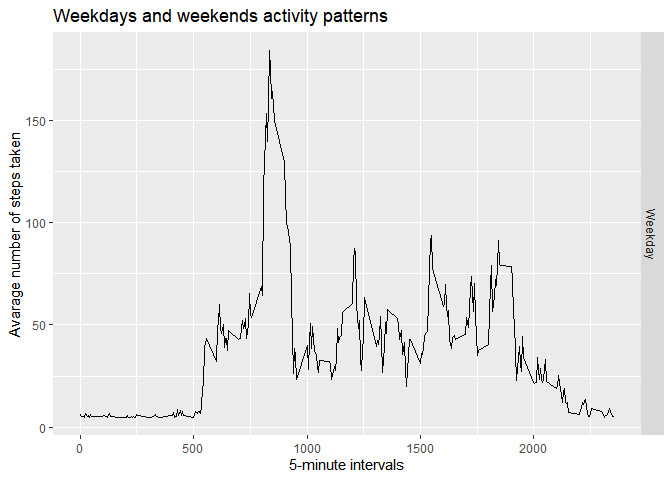 Weekdays and weekends activity patterns
Avarage number of steps taken
150
100
50
0
Weekday
0
500
1000
1500
2000
5-minute intervals